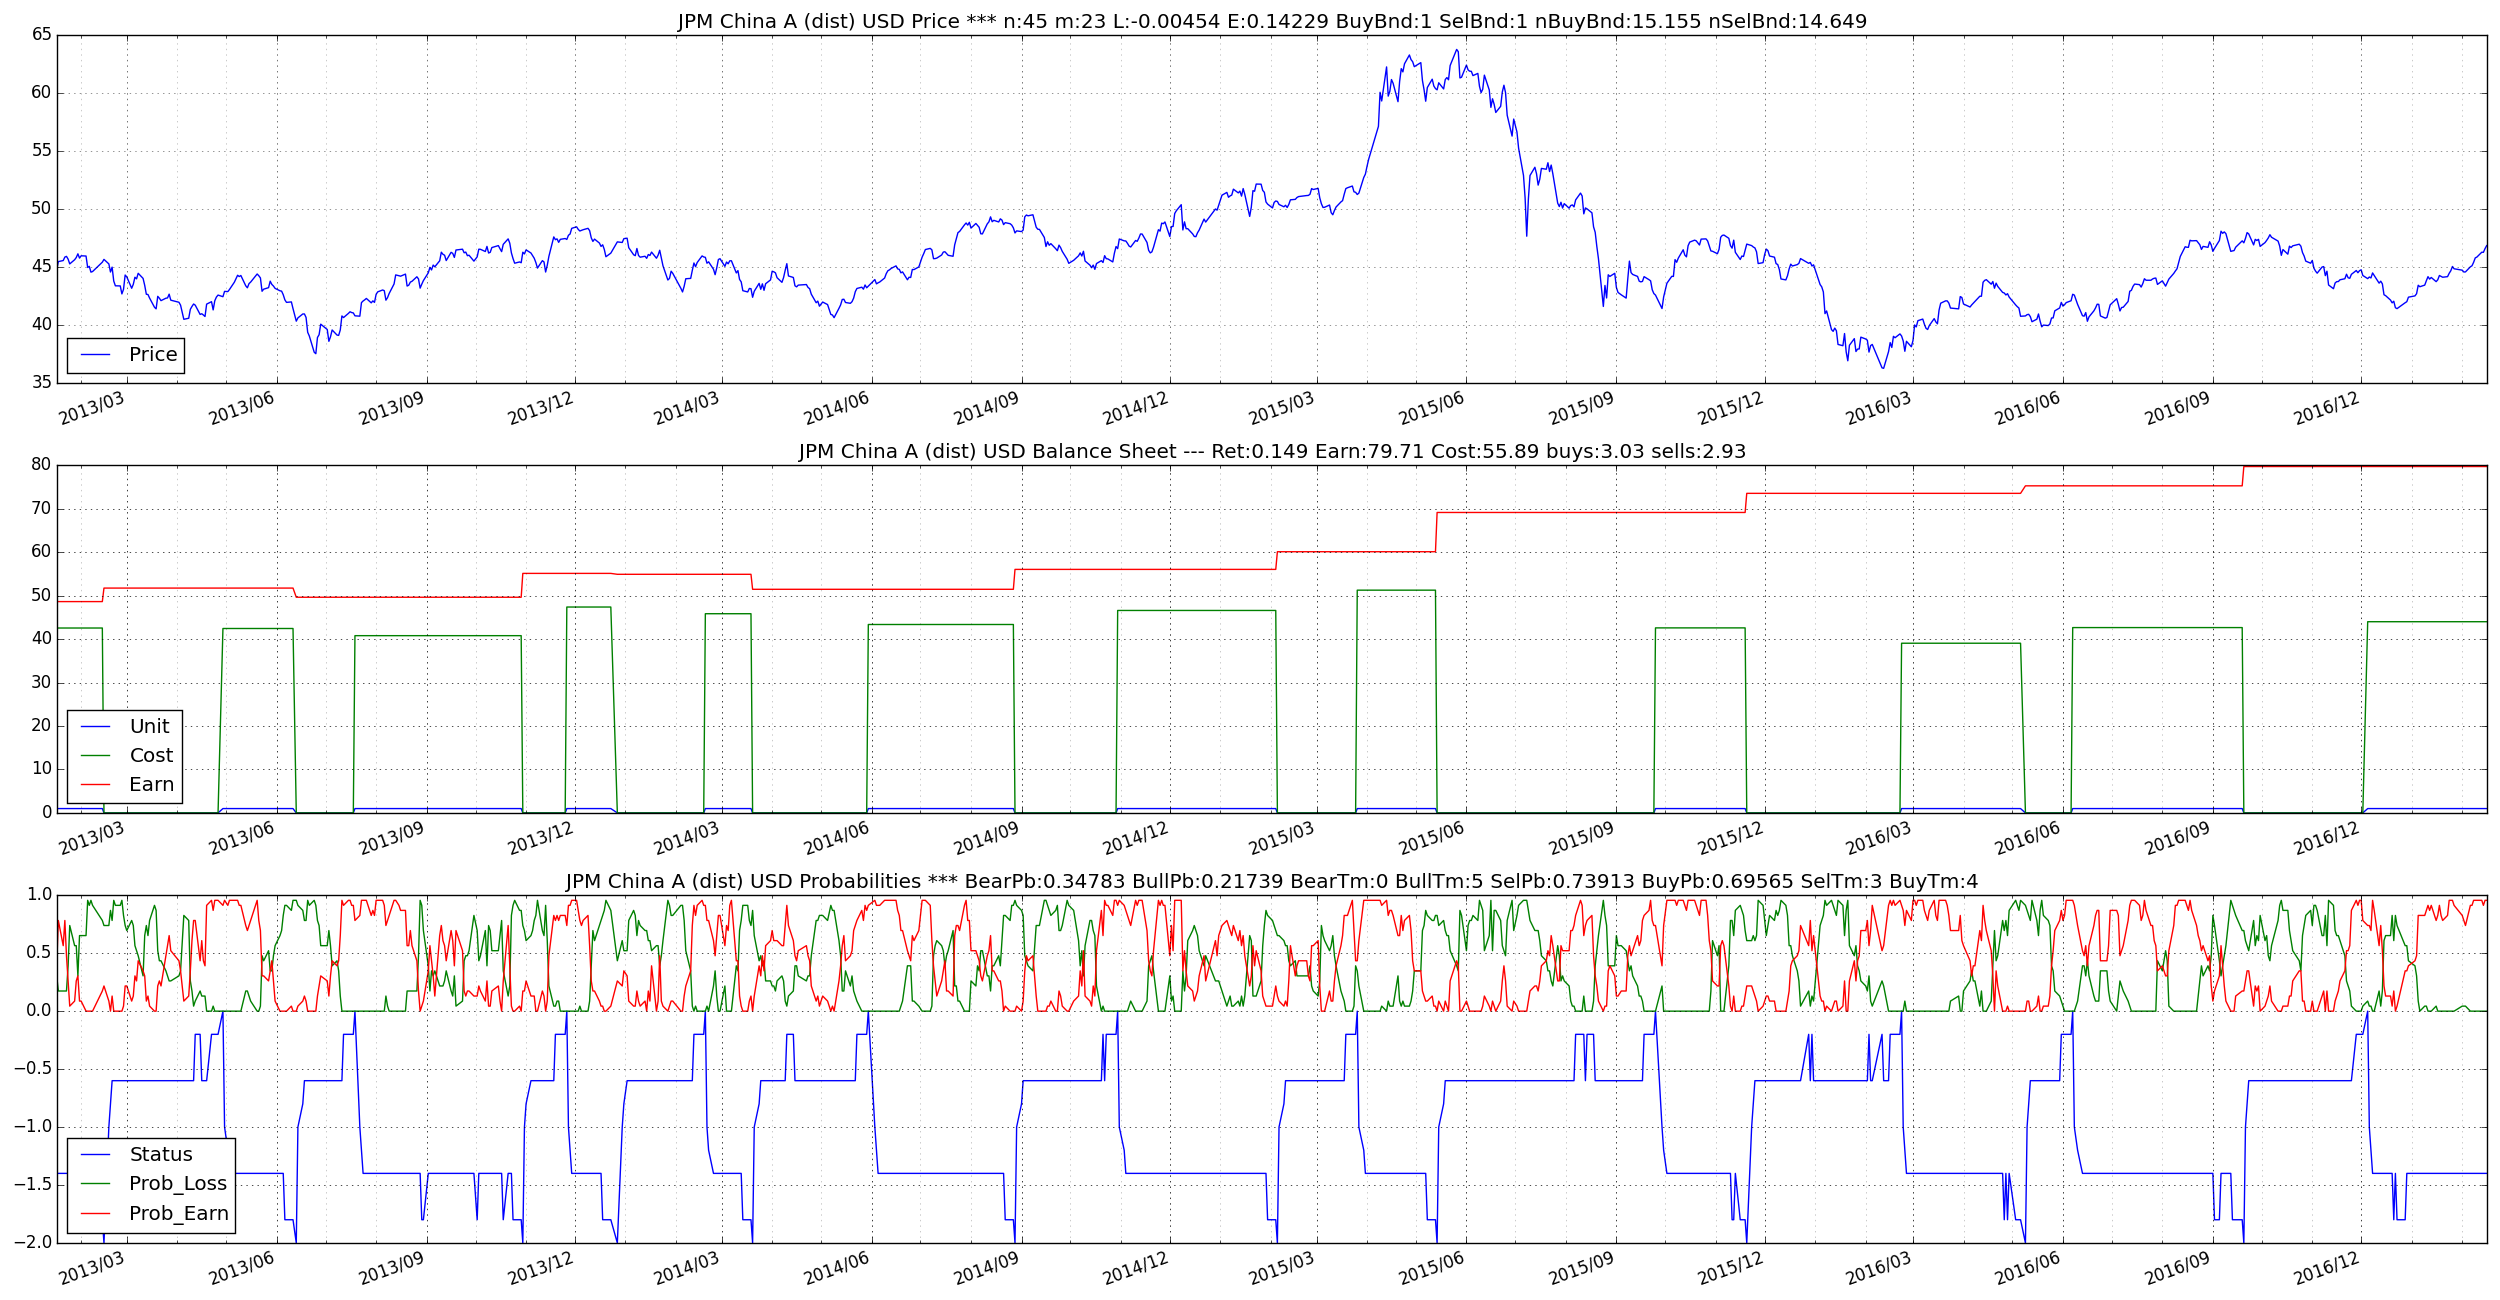 JPM China A (dist) USD Price *** n:45 m:23 L:-0.00454 E:0.14229 BuyBnd:1 SelBnd:1 nBuyBnd:15.155 nSelBnd:14.649
65
60
55
50
45
40
35
Price
2013/03 2013/06 2013/09 2013/12 2014/03 2014/06 2014/09 2014/12 2015/03 2015/06 2015/09 2015/12 2016/03 2016/06 2016/09 2016/12
JPM China A (dist) USD Balance Sheet --- Ret:0.149 Earn:79.71 Cost:55.89 buys:3.03 sells:2.93
80
70
60
50
40
30
20
10
0
Unit
Cost
Earn
2013/03 2013/06 2013/09 2013/12 2014/03 2014/06 2014/09 2014/12 2015/03 2015/06 2015/09 2015/12 2016/03 2016/06 2016/09 2016/12
JPM China A (dist) USD Probabilities *** BearPb:0.34783 BullPb:0.21739 BearTm:0 BullTm:5 SelPb:0.73913 BuyPb:0.69565 SelTm:3 BuyTm:4
1.0
0.5
0.0
−0.5
−1.0
−1.5
−2.0
Status
Prob_Loss
Prob_Earn
2013/03 2013/06 2013/09 2013/12 2014/03 2014/06 2014/09 2014/12 2015/03 2015/06 2015/09 2015/12 2016/03 2016/06 2016/09 2016/12